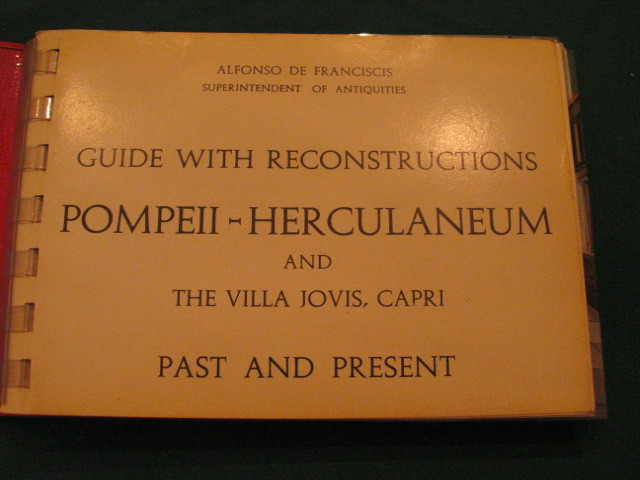 ALFONSO DE FRANCISCIS
SUPERINTENDENT OF ANTIQUITIES
GUIDE WITH RECONSTRUCTIONS
POMPEII - HERCULANEUM
AND
THE VILLA JOVIS, CAPRI
PAST AND PRESENT